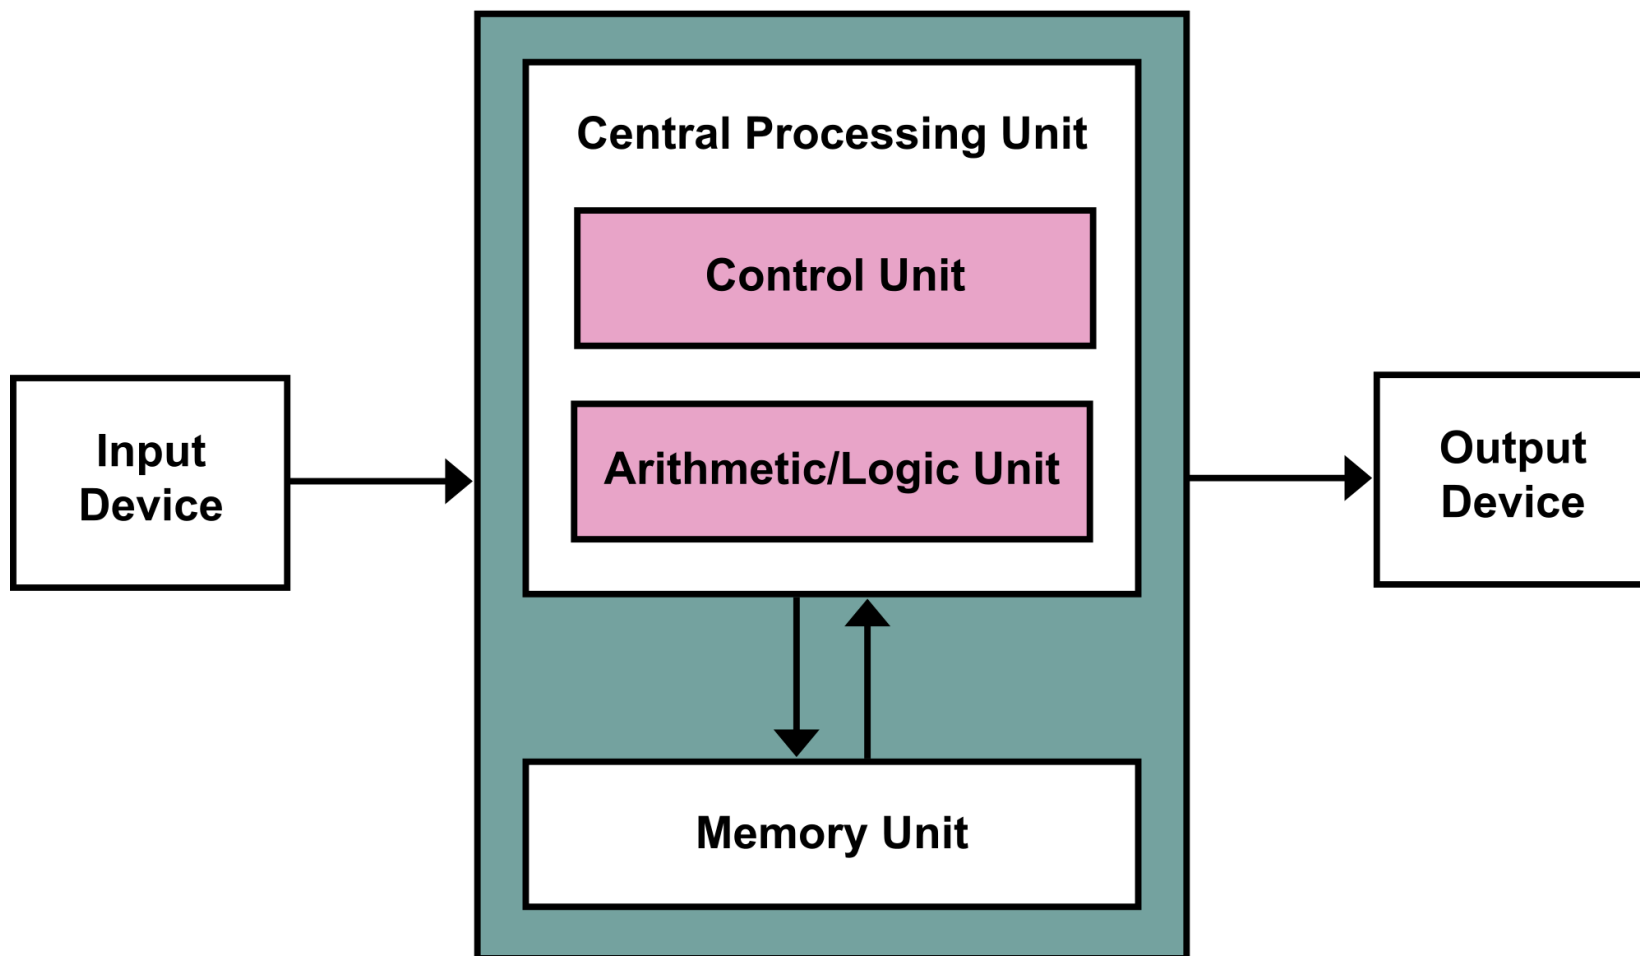 Central Processing Unit
Control Unit
Arithmetic/Logic Unit
Input
Device
Output
Device
Memory Unit